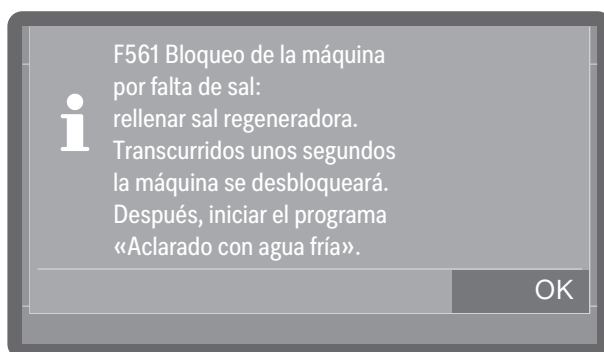 F561 Bloqueo de la máquina
por falta de sal:
rellenar sal regeneradora.
Transcurridos unos segundos
la máquina se desbloqueará.
Después, iniciar el programa
«Aclarado con agua fría».
OK